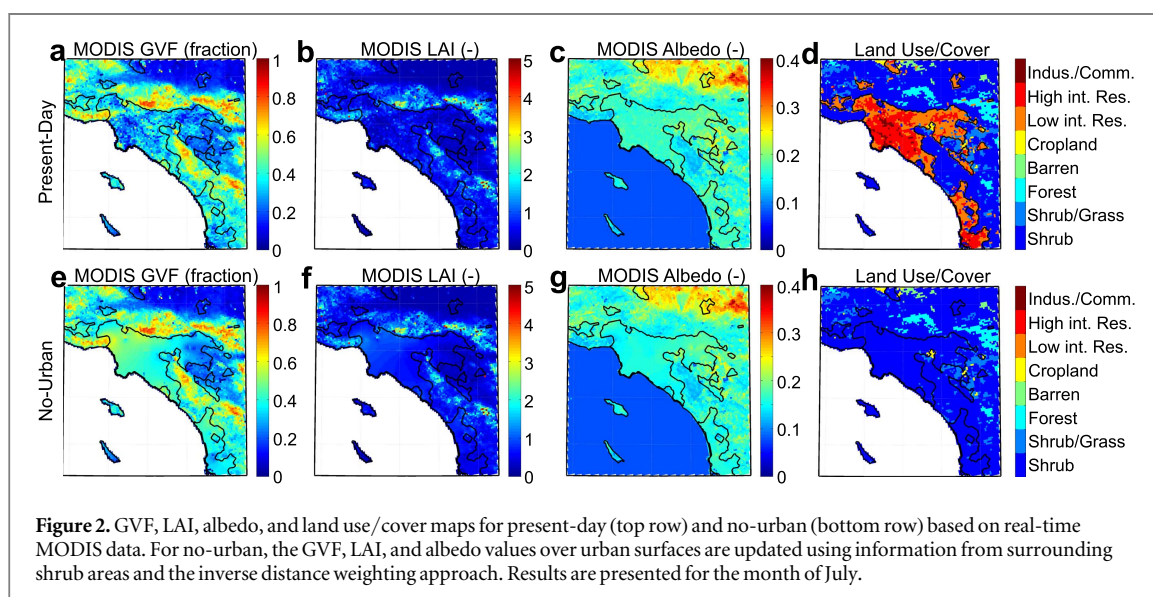 a MODIS GVF (fraction)
b MODIS LAI (-)
c MODIS Albedo (-)
d Land Use/Cover
Present-Day
1
0.8
0.6
0.4
0.2
0
5
4
3
2
1
0
0.4
0.3
0.2
0.1
0
Indus./Comm.
High int. Res.
Low int. Res.
Cropland
Barren
Forest
Shrub/Grass
Shrub
e MODIS GVF (fraction)
f MODIS LAI (-)
g MODIS Albedo (-)
h Land Use/Cover
No-Urban
1
0.8
0.6
0.4
0.2
0
5
4
3
2
1
0
0.4
0.3
0.2
0.1
0
Indus./Comm.
High int. Res.
Low int. Res.
Cropland
Barren
Forest
Shrub/Grass
Shrub
Figure 2. GVF, LAI, albedo, and land use/cover maps for present-day (top row) and no-urban (bottom row) based on real-time
MODIS data. For no-urban, the GVF, LAI, and albedo values over urban surfaces are updated using information from surrounding
shrub areas and the inverse distance weighting approach. Results are presented for the month of July.